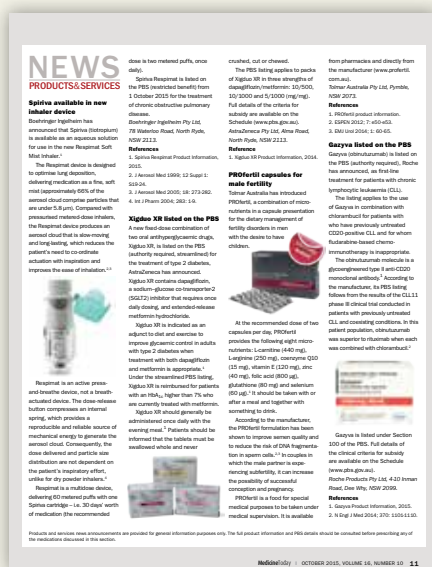 NEWS
PRODUCTS&SERVICES
Spiriva available in new
inhaler device
Boehringer Ingelheim has
announced that Spiriva (tiotropium)
is available as an aqueous solution
for use in the new Respimat Soft
Mist Inhaler.¹
The Respimat device is designed
to optimise lung deposition,
delivering medication as a fine, soft
mist (approximately 66% of the
aerosol cloud comprise particles that
are under 5.8 µm). Compared with
pressurised metered-dose inhalers,
the Respimat device produces an
aerosol cloud that is slow-moving
and long-lasting, which reduces the
patient's need to co-ordinate
actuation with inspiration and
improves the ease of inhalation.²,³
Respimat is an active press-
and-breathe device, not a breath-
actuated device. The dose-release
button compresses an internal
spring, which provides a
reproducible and reliable source of
mechanical energy to generate the
aerosol cloud. Consequently, the
dose delivered and particle size
distribution are not dependent on
the patient's inspiratory effort,
unlike for dry powder inhalers.⁴
Respimat is a multidose device,
delivering 60 metered puffs with one
Spiriva cartridge – i.e. 30 days' worth
of medication (the recommended
dose is two metered puffs, once
daily).
Spiriva Respimat is listed on
the PBS (restricted benefit) from
1 October 2015 for the treatment
of chronic obstructive pulmonary
disease.
Boehringer Ingelheim Pty Ltd,
78 Waterloo Road, North Ryde,
NSW 2113.
References
1. Spiriva Respimat Product Information,
2015.
2. J Aerosol Med 1999; 12 Suppl 1:
S19-24.
3. J Aerosol Med 2005; 18: 273-282.
4. Int J Pharm 2004; 283: 1-9.
Xigduo XR listed on the PBS
A new fixed-dose combination of
two oral antihyperglycaemic drugs,
Xigduo XR, is listed on the PBS
(authority required, streamlined) for
the treatment of type 2 diabetes,
AstraZeneca has announced.
Xigduo XR contains dapagliflozin,
a sodium–glucose co-transporter-2
(SGLT2) inhibitor that requires once
daily dosing, and extended-release
metformin hydrochloride.
Xigduo XR is indicated as an
adjunct to diet and exercise to
improve glycaemic control in adults
with type 2 diabetes when
treatment with both dapagliflozin
and metformin is appropriate.¹
Under the streamlined PBS listing,
Xigduo XR is reimbursed for patients
with an HbA₁c higher than 7% who
are currently treated with metformin.
Xigduo XR should generally be
administered once daily with the
evening meal.¹ Patients should be
informed that the tablets must be
swallowed whole and never
crushed, cut or chewed.
The PBS listing applies to packs
of Xigduo XR in three strengths of
dapagliflozin/metformin: 10/500,
10/1000 and 5/1000 (mg/mg).
Full details of the criteria for
subsidy are available on the
Schedule (www.pbs.gov.au).
AstraZeneca Pty Ltd, Alma Road,
North Ryde, NSW 2113.
Reference
1. Xigduo XR Product Information, 2014.
PROfertil capsules for
male fertility
Tolmar Australia has introduced
PROfertil, a combination of micro-
nutrients in a capsule presentation
for the dietary management of
fertility disorders in men
with the desire to have
children.
At the recommended dose of two
capsules per day, PROfertil
provides the following eight micro-
nutrients: L-carnitine (440 mg),
L-arginine (250 mg), coenzyme Q10
(15 mg), vitamin E (120 mg), zinc
(40 mg), folic acid (800 µg),
glutathione (80 mg) and selenium
(60 µg).¹ It should be taken with or
after a meal and together with
something to drink.
According to the manufacturer,
the PROfertil formulation has been
shown to improve semen quality and
to reduce the risk of DNA fragmenta-
tion in sperm cells.²,³ In couples in
which the male partner is expe-
riencing subfertility, it can increase
the possibility of successful
conception and pregnancy.
PROfertil is a food for special
medical purposes to be taken under
medical supervision. It is available
from pharmacies and directly from
the manufacturer (www.profertil.
com.au).
Tolmar Australia Pty Ltd, Pymble,
NSW 2073.
References
1. PROfertil product information.
2. ESPEN 2012; 7: e50-e53.
3. EMJ Urol 2014; 1: 60-65.
Gazyva listed on the PBS
Gazyva (obinutuzumab) is listed on
the PBS (authority required), Roche
has announced, as first-line
treatment for patients with chronic
lymphocytic leukaemia (CLL).
The listing applies to the use
of Gazyva in combination with
chlorambucil for patients with
who have previously untreated
CD20-positive CLL and for whom
fludarabine-based chemo-
immunotherapy is inappropriate.
The obinutuzumab molecule is a
glycoengineered type II anti-CD20
monoclonal antibody.¹ According to
the manufacturer, its PBS listing
follows from the results of the CLL11
phase III clinical trial conducted in
patients with previously untreated
CLL and coexisting conditions. In this
patient population, obinutuzumab
was superior to rituximab when each
was combined with chlorambucil.²
Gazyva is listed under Section
100 of the PBS. Full details of
the clinical criteria for subsidy
are available on the Schedule
(www.pbs.gov.au).
Roche Products Pty Ltd, 4-10 Inman
Road, Dee Why, NSW 2099.
References
1. Gazyva Product Information, 2015.
2. N Engl J Med 2014; 370: 1101-1110.
Products and services news announcements are provided for general information purposes only. The full product information and PBS details should be consulted before prescribing any of
the medications discussed in this section.
MedicineToday | OCTOBER 2015, VOLUME 16, NUMBER 10 11